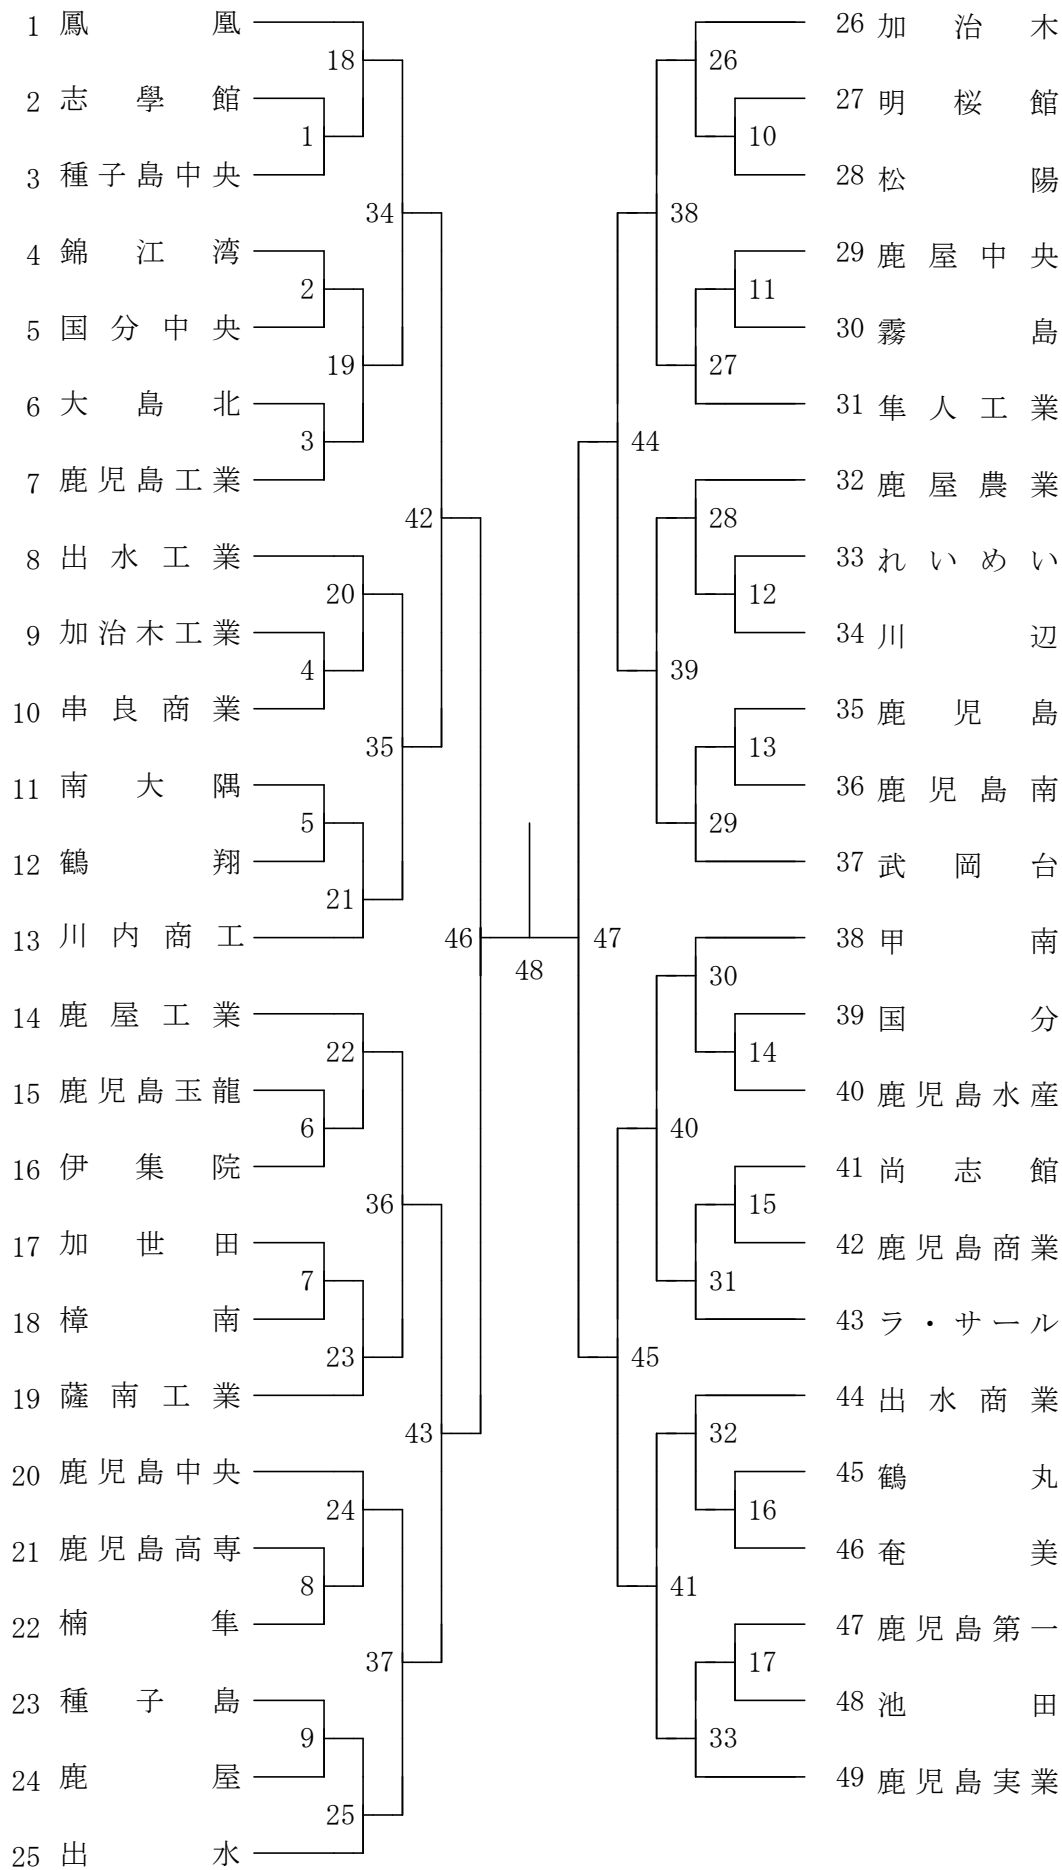 1 鳳凰
18
2 志學館
1
3 種子島中央
34
4 錦江湾
2
5 国分中央
19
6 大島北
3
7 鹿児島工業
42
8 出水工業
20
9 加治木工業
4
10 串良商業
35
11 南大隅
5
12 鶴翔
21
13 川内商工
46
14 鹿屋工業
22
15 鹿児島玉龍
6
16 伊集院
36
17 加世田
7
18 樟南
23
19 薩南工業
43
20 鹿児島中央
24
21 鹿児島高専
8
22 楠隼
37
23 種子島
9
24 鹿屋
25
25 出水
48
26 加治木
26
27 明桜館
10
28 松陽
38
29 鹿屋中央
11
30 霧島
27
31 隼人工業
44
32 鹿屋農業
28
33 れいめい
12
34 川辺
39
35 鹿児島
13
36 鹿児島南
29
37 武岡台
47
38 甲南
30
39 国分
14
40 鹿児島水産
40
41 尚志館
15
42 鹿児島商業
31
43 ラ・サール
45
44 出水商業
32
45 鶴丸
16
46 奄美
41
47 鹿児島第一
17
48 池田
33
49 鹿児島実業